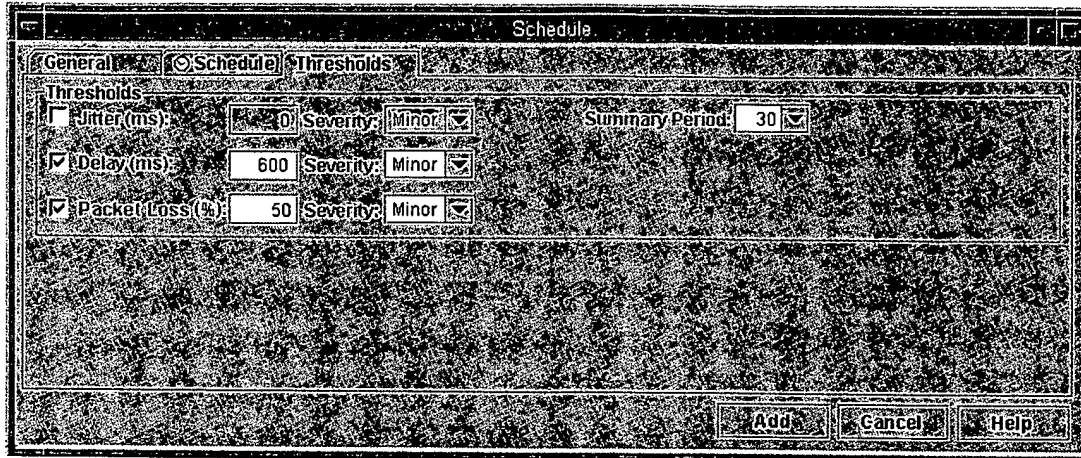 Schedule
General Schedule Thresholds
Thresholds
Jitter (ms): 0 Severity: Minor Summary Period: 30
Delay (ms): 600 Severity: Minor
Packet Loss (%): 50 Severity: Minor
Add Cancel Help